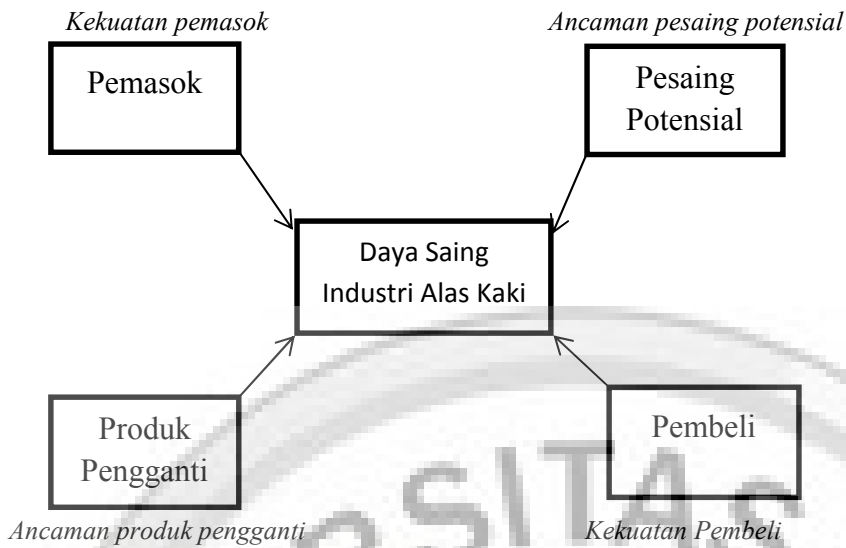 Kekuatan pemasok
Ancaman pesaing potensial
Pemasok
Pesaing
Potensial
Daya Saing
Industri Alas Kaki
Produk
Pengganti
Pembeli
Ancaman produk pengganti
Kekuatan Pembeli